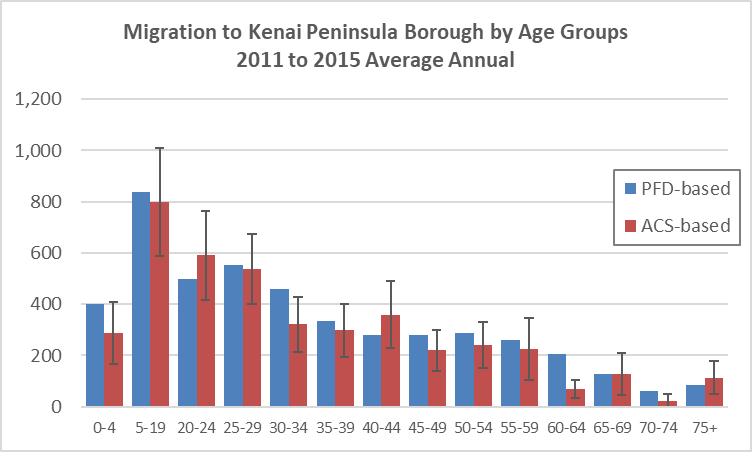 Migration to Kenai Peninsula Borough by Age Groups
2011 to 2015 Average Annual
1,200
1,000
800
600
400
200
0
PFD-based
ACS-based
0-4 5-19 20-24 25-29 30-34 35-39 40-44 45-49 50-54 55-59 60-64 65-69 70-74 75+